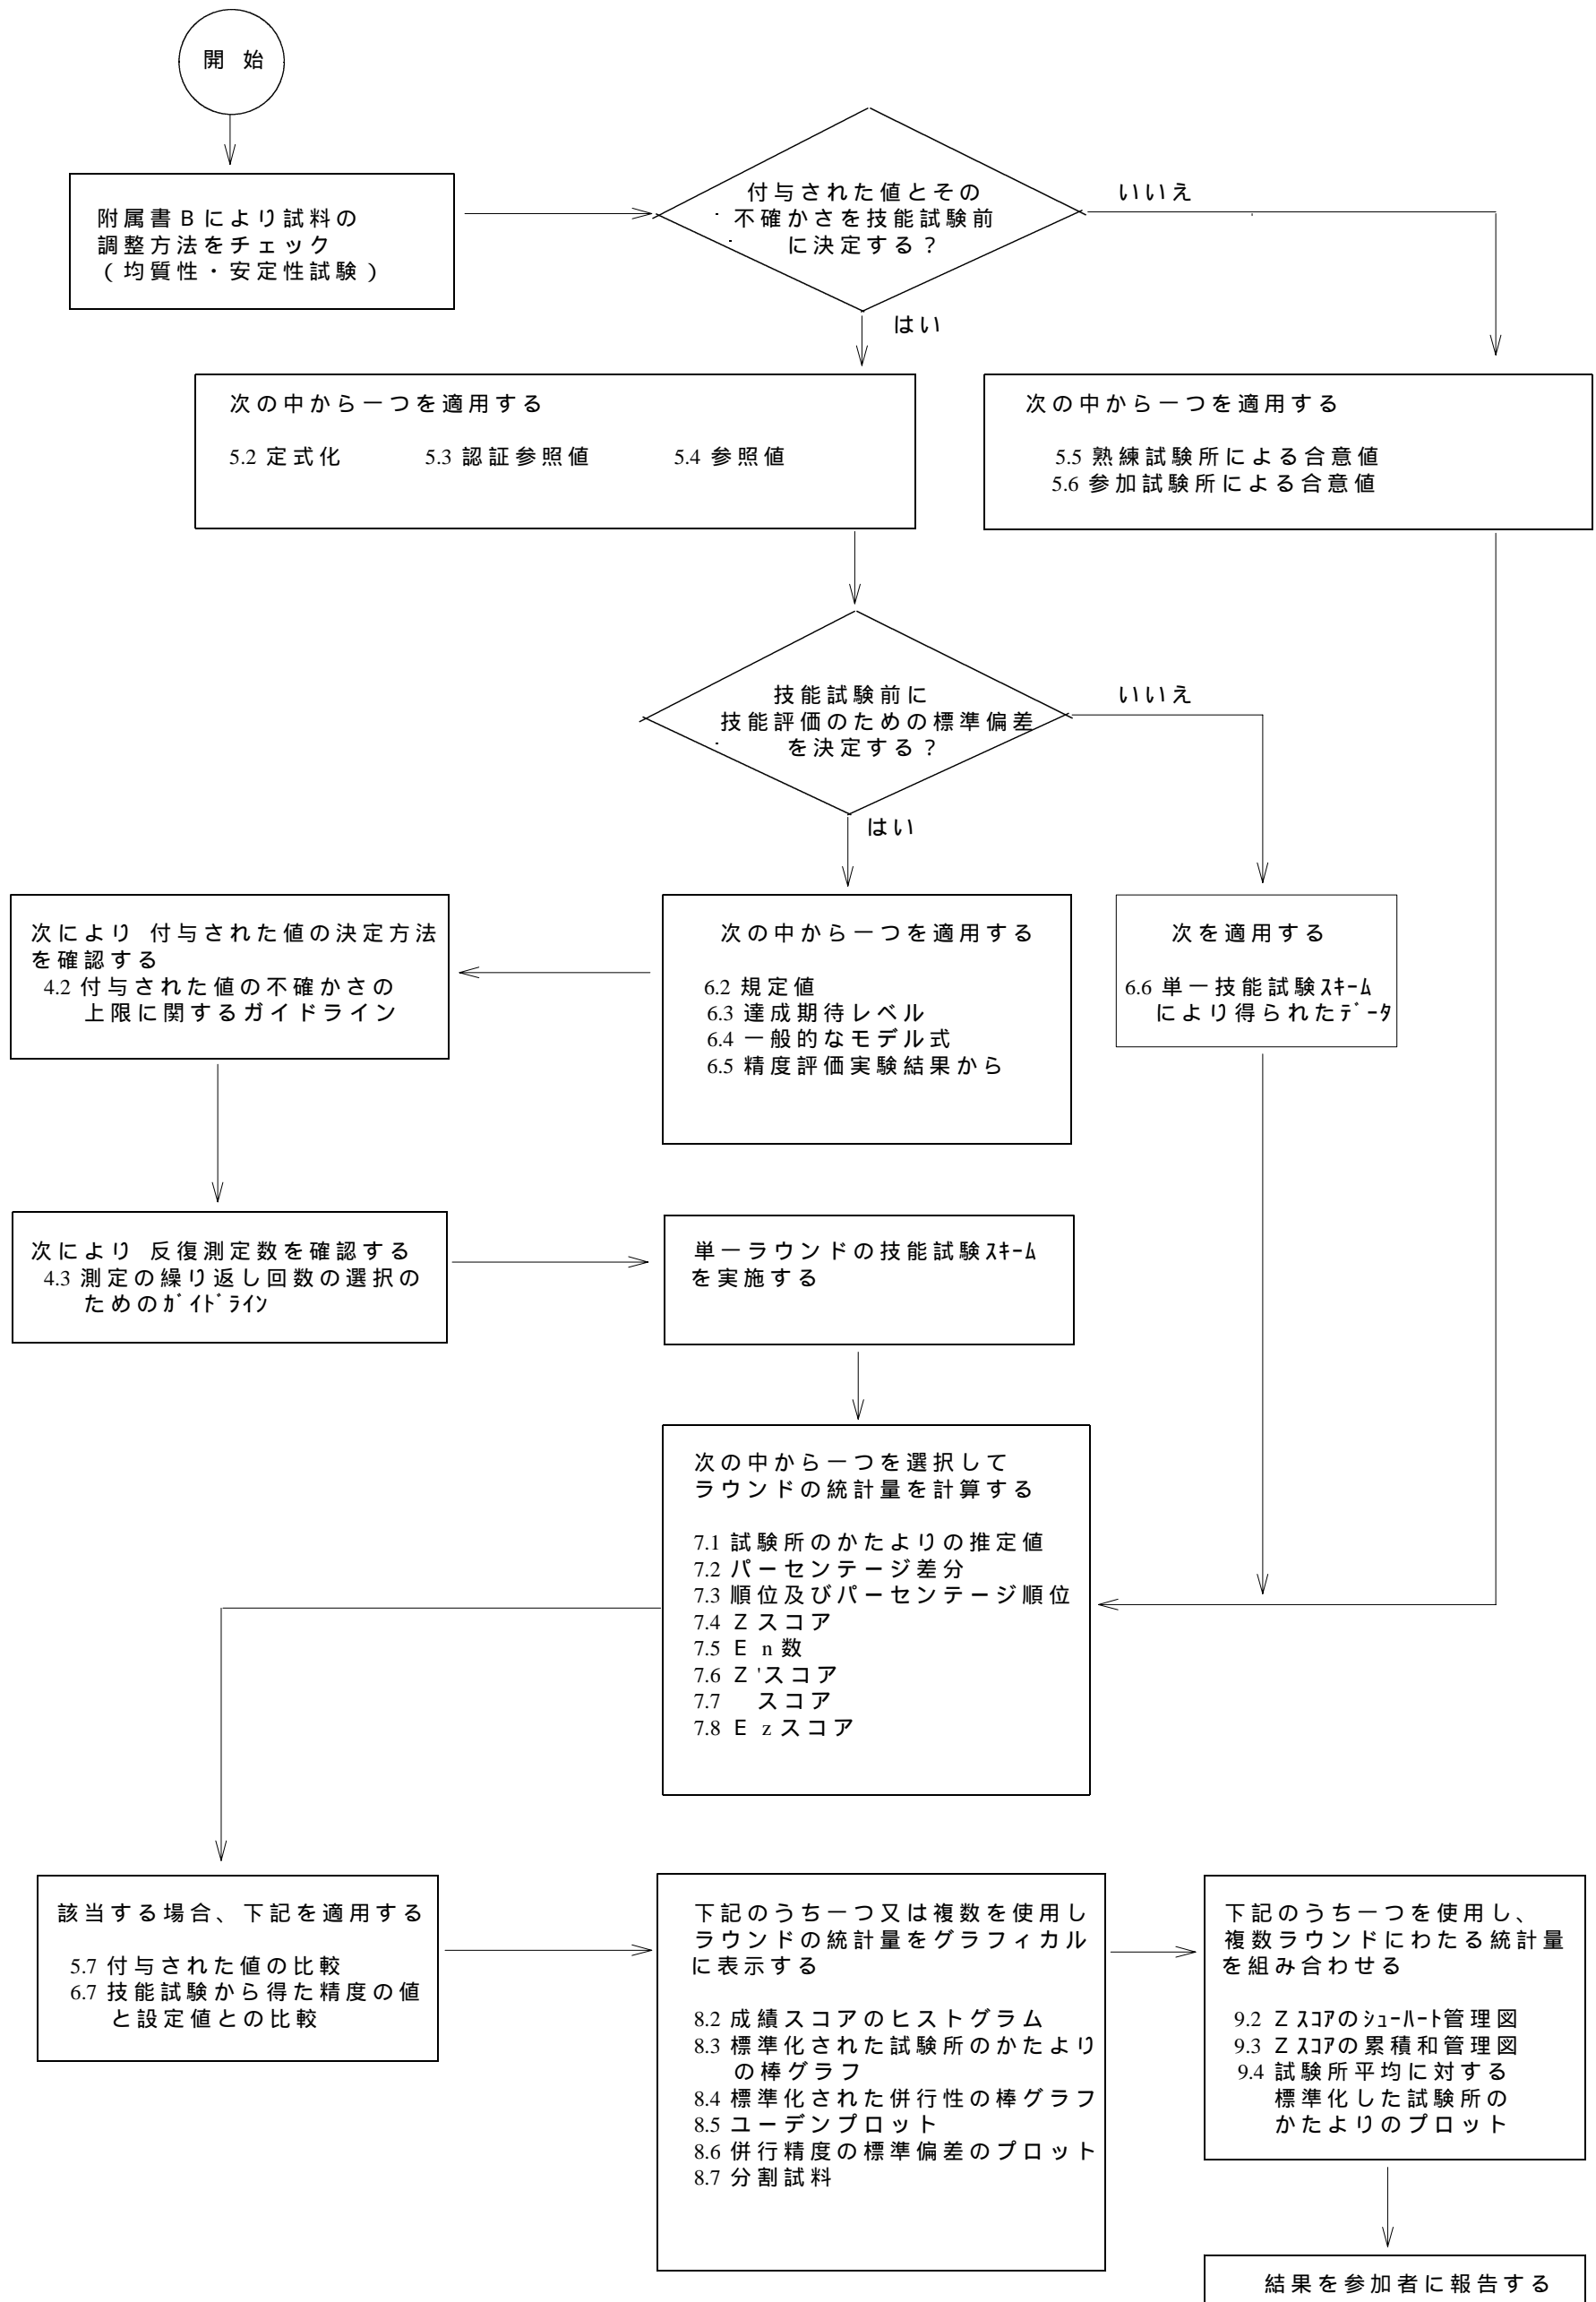 開始
附属書Bにより試料の
調整方法をチェック
(均質性・安定性試験)
付与された値とその
不確かさを技能試験前
に決定する?
いいえ
はい
次の中から一つを適用する
5.2 定式化 5.3 認証参照値 5.4 参照値
次の中から一つを適用する
5.5 熟練試験所による合意値
5.6 参加試験所による合意値
技能試験前に
技能評価のための標準偏差
を決定する?
いいえ
はい
次により 付与された値の決定方法
を確認する
4.2 付与された値の不確かさの
上限に関するガイドライン
次の中から一つを適用する
6.2 規定値
6.3 達成期待レベル
6.4 一般的なモデル式
6.5 精度評価実験結果から
次を適用する
6.6 単一技能試験スキーム
により得られたデータ
次により 反復測定数を確認する
4.3 測定の繰り返し回数の選択の
ためのガイドライン
単一ラウンドの技能試験スキーム
を実施する
次の中から一つを選択して
ラウンドの統計量を計算する
7.1 試験所のかたよりの推定値
7.2 パーセンテージ差分
7.3 順位及びパーセンテージ順位
7.4 Zスコア
7.5 En数
7.6 Z'スコア
7.7 スコア
7.8 Ezスコア
該当する場合、下記を適用する
5.7 付与された値の比較
6.7 技能試験から得た精度の値
と設定値との比較
下記のうち一つ又は複数を使用し
ラウンドの統計量をグラフィカル
に表示する
8.2 成績スコアのヒストグラム
8.3 標準化された試験所のかたより
の棒グラフ
8.4 標準化された併行性の棒グラフ
8.5 ユーデンプロット
8.6 併行精度の標準偏差のプロット
8.7 分割試料
下記のうち一つを使用し、
複数ラウンドにわたる統計量
を組み合わせる
9.2 Zスコアのシューハート管理図
9.3 Zスコアの累積和管理図
9.4 試験所平均に対する
標準化した試験所の
かたよりのプロット
結果を参加者に報告する